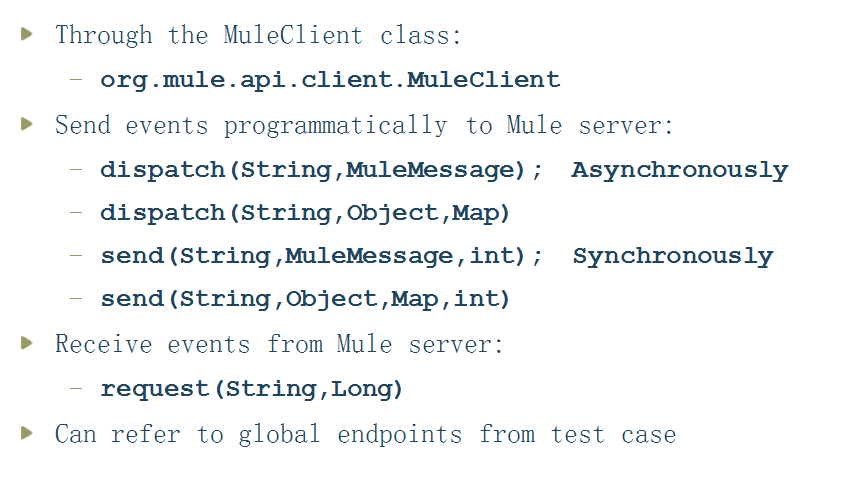 Through the MuleClient class:
– org.mule.api.client.MuleClient
Send events programmatically to Mule server:
– dispatch(String,MuleMessage); Asynchronously
– dispatch(String,Object,Map)
– send(String,MuleMessage,int); Synchronously
– send(String,Object,Map,int)
Receive events from Mule server:
– request(String,Long)
Can refer to global endpoints from test case